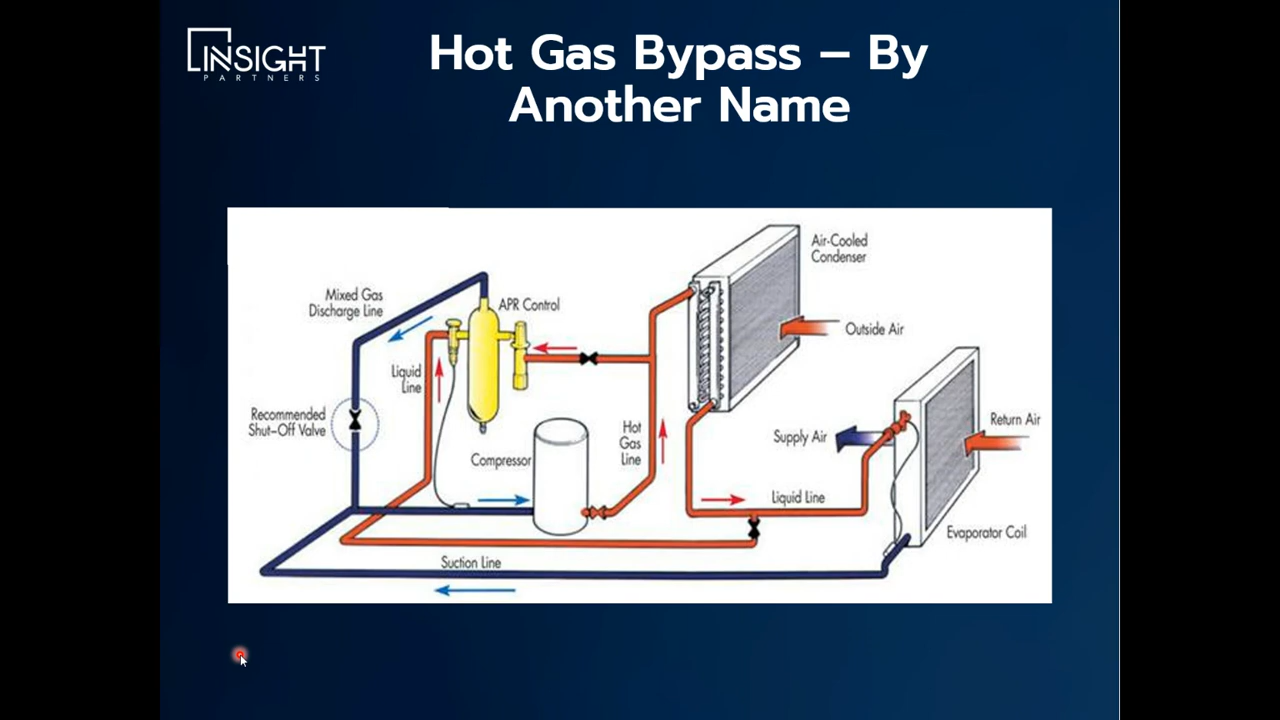 INSIGHT
PARTNERS
Hot Gas Bypass – By
Another Name
Air-Cooled
Condenser
Mixed Gas
Discharge Line
APR Control
Outside Air
Liquid
Line
Recommended
Shut-Off Valve
Hot
Gas
Line
Supply Air
Return Air
Compressor
Liquid Line
Evaporator Coil
Suction Line